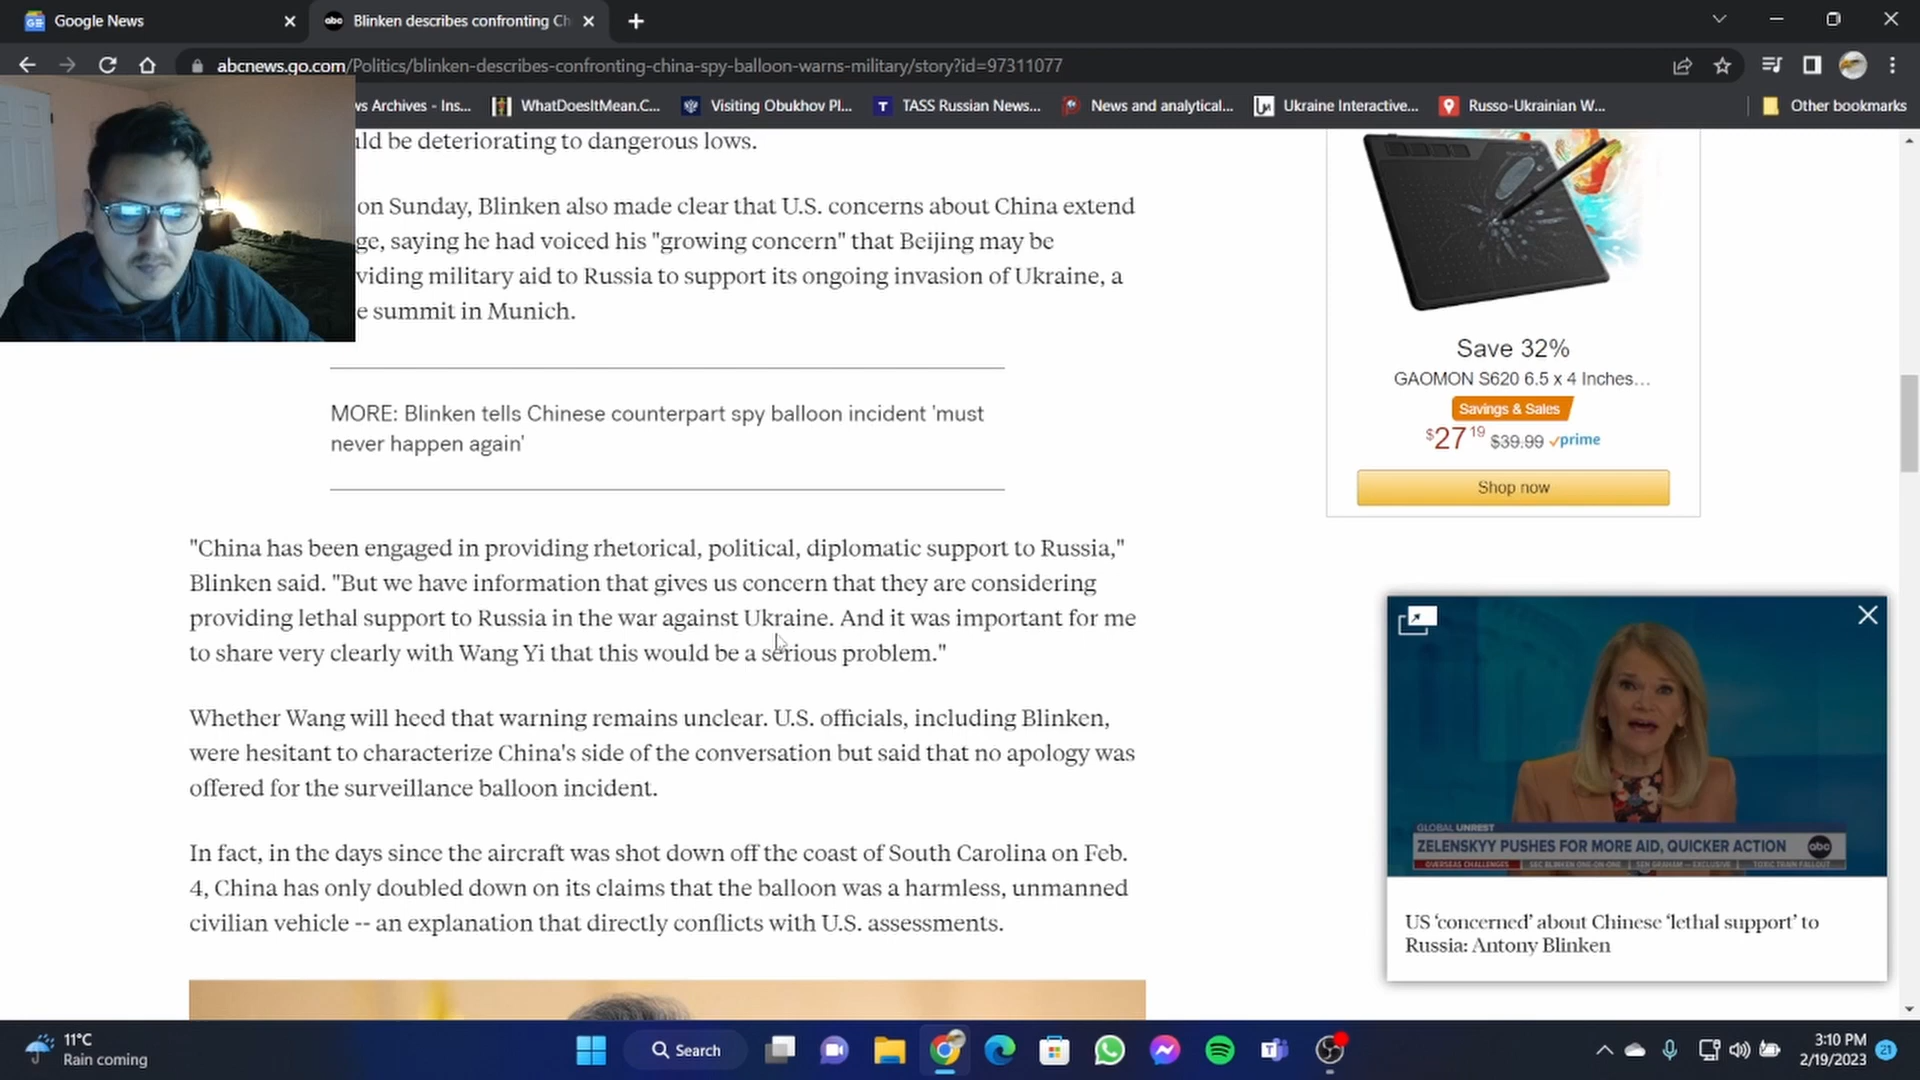 Google News
Blinken describes confronting Ch
abcnews.go.com/Politics/blinken-describes-confronting-china-spy-balloon-warns-military/story?id=97311077
ws Archives - Ins...
WhatDoesItMean.C...
Visiting Obukhov Pl...
TASS Russian News...
News and analytical...
Ukraine Interactive...
Russo-Ukrainian W...
Other bookmarks
uld be deteriorating to dangerous lows.
on Sunday, Blinken also made clear that U.S. concerns about China extend
ge, saying he had voiced his "growing concern" that Beijing may be
viding military aid to Russia to support its ongoing invasion of Ukraine, a
e summit in Munich.
MORE: Blinken tells Chinese counterpart spy balloon incident 'must
never happen again'
"China has been engaged in providing rhetorical, political, diplomatic support to Russia,"
Blinken said. "But we have information that gives us concern that they are considering
providing lethal support to Russia in the war against Ukraine. And it was important for me
to share very clearly with Wang Yi that this would be a serious problem."
Whether Wang will heed that warning remains unclear. U.S. officials, including Blinken,
were hesitant to characterize China's side of the conversation but said that no apology was
offered for the surveillance balloon incident.
In fact, in the days since the aircraft was shot down off the coast of South Carolina on Feb.
4, China has only doubled down on its claims that the balloon was a harmless, unmanned
civilian vehicle -- an explanation that directly conflicts with U.S. assessments.
Save 32%
GAOMON S620 6.5 x 4 Inches...
Savings & Sales
$27 19 $39.99 prime
Shop now
GLOBAL UNREST
ZELENSKYY PUSHES FOR MORE AID, QUICKER ACTION
abc
OVERSEAS CHALLENGES SEC BLINKEN ONE-ON-ONE SEN GRAHAM — EXCLUSIVE TOXIC TRAIN FALLOUT
US ‘concerned’ about Chinese ‘lethal support’ to
Russia: Antony Blinken
11°C
Rain coming
Search
3:10 PM
2/19/2023
21